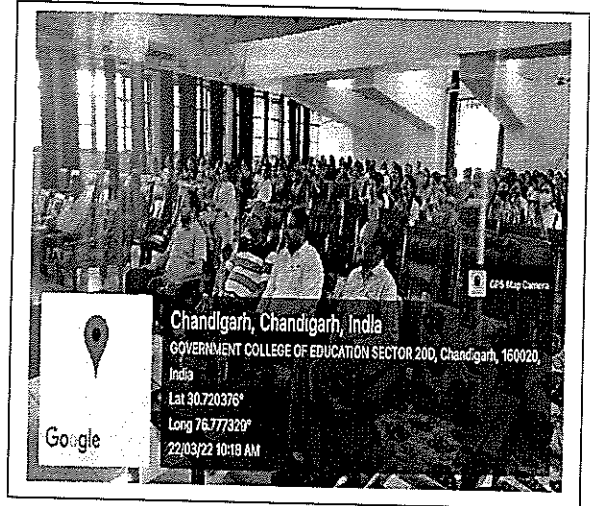 GPS Map Camera
Chandigarh, Chandigarh, India
GOVERNMENT COLLEGE OF EDUCATION SECTOR 20D, Chandigarh, 160020,
India
Lat 30.720376°
Long 76.777329°
22/03/22 10:19 AM
Google